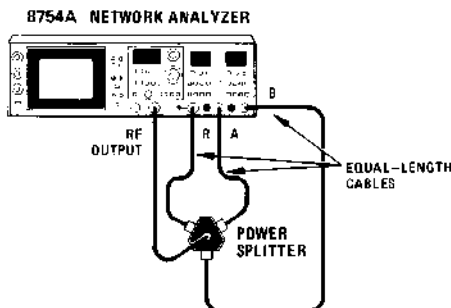 8754A NETWORK ANALYZER
B
RF
OUTPUT
R
A
EQUAL-LENGTH
CABLES
POWER
SPLITTER